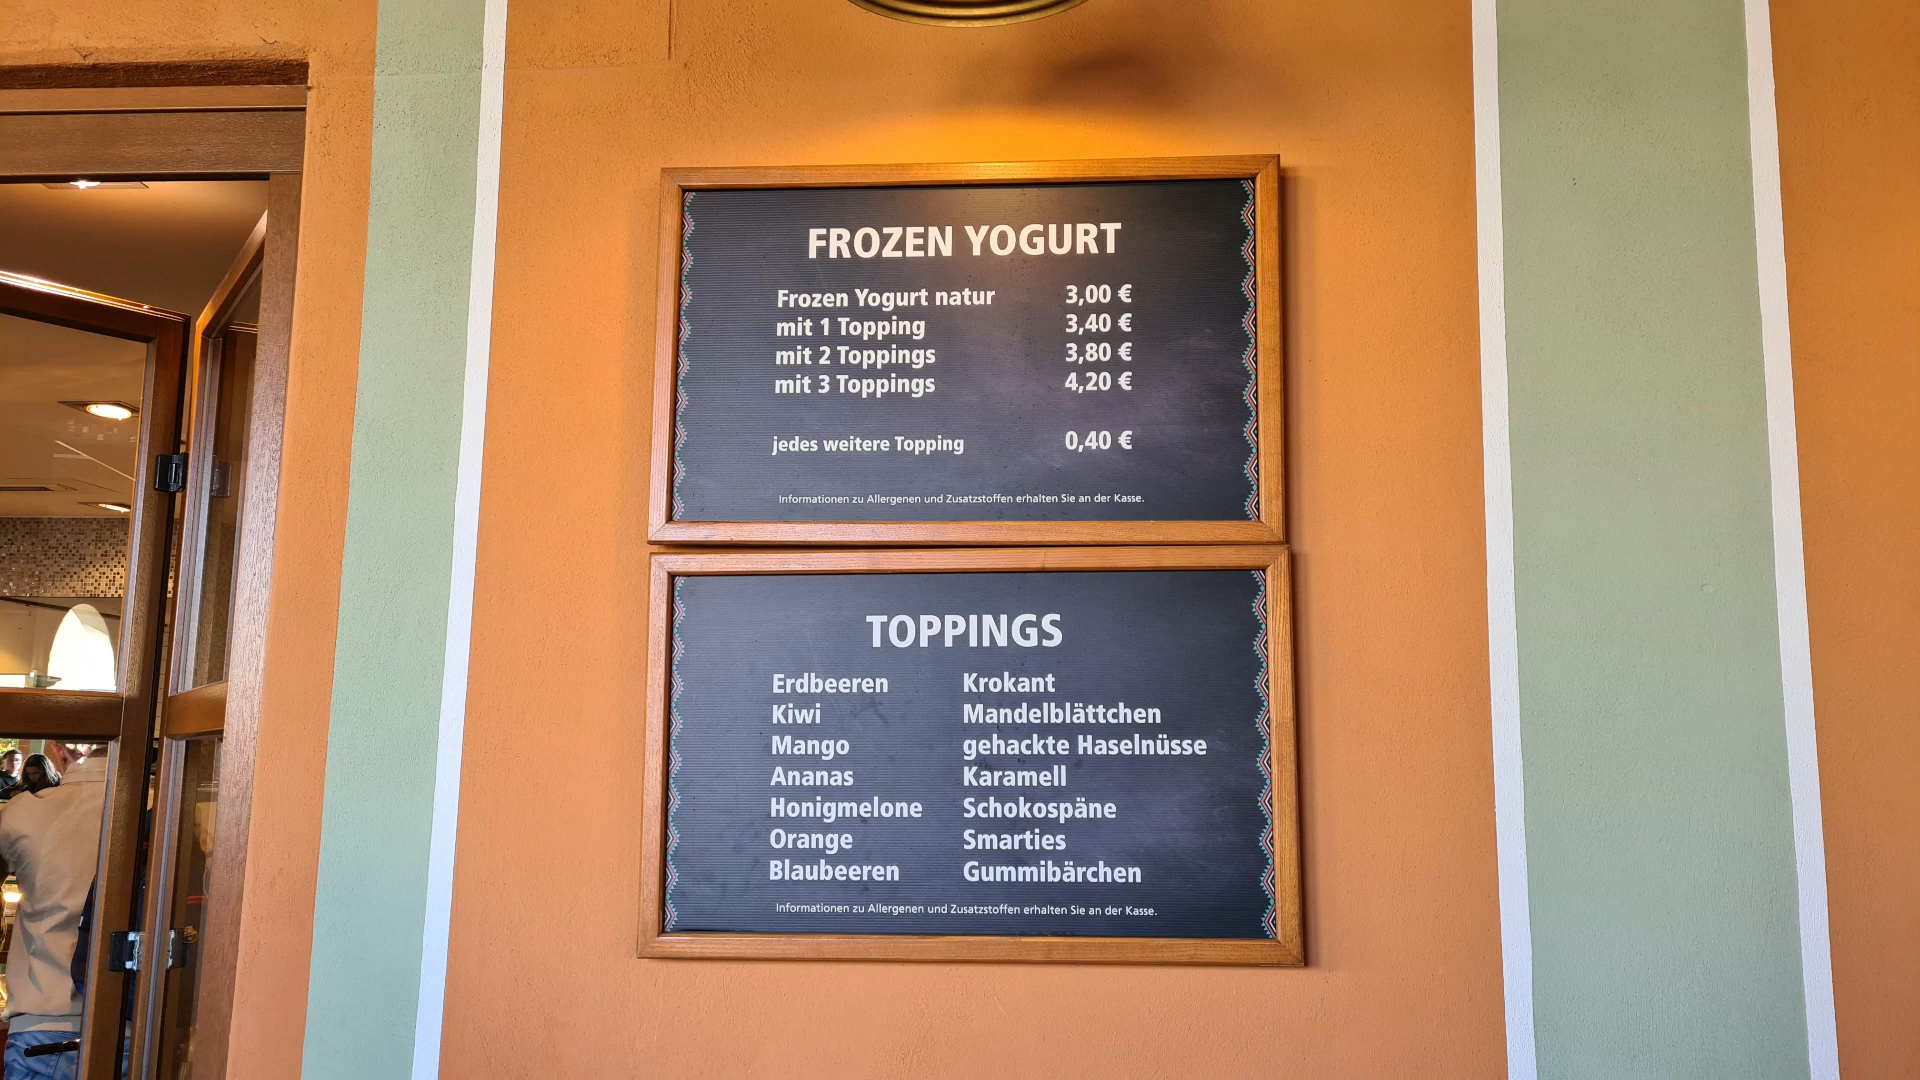 FROZEN YOGURT
Frozen Yogurt natur 3,00 €
mit 1 Topping 3,40 €
mit 2 Toppings 3,80 €
mit 3 Toppings 4,20 €
jedes weitere Topping 0,40 €
Informationen zu Allergenen und Zusatzstoffen erhalten Sie an der Kasse.
TOPPINGS
Erdbeeren Krokant
Kiwi Mandelblättchen
Mango gehackte Haselnüsse
Ananas Karamell
Honigmelone Schokospäne
Orange Smarties
Blaubeeren Gummibärchen
Informationen zu Allergenen und Zusatzstoffen erhalten Sie an der Kasse.